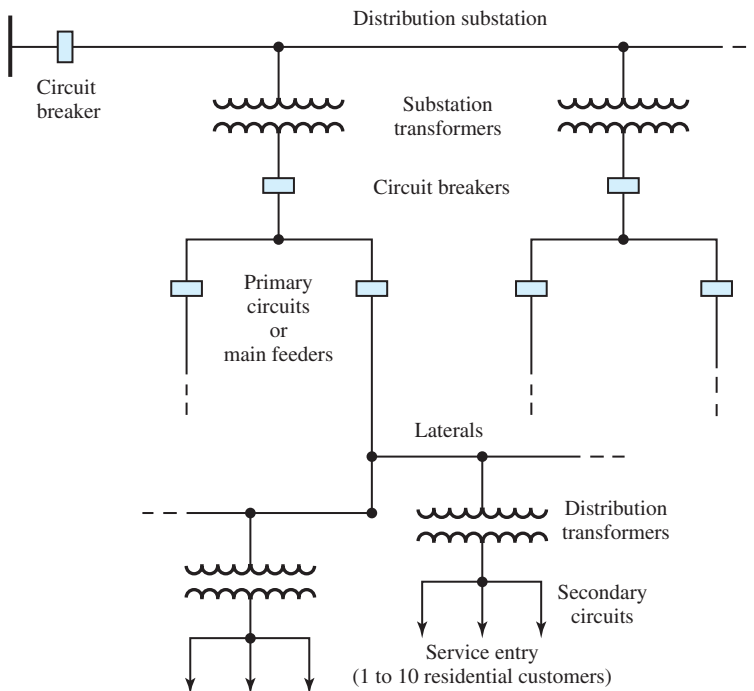 Distribution substation
Circuit
breaker
Substation
transformers
Circuit breakers
Primary
circuits
or
main feeders
Laterals
Distribution
transformers
Secondary
circuits
Service entry
(1 to 10 residential customers)